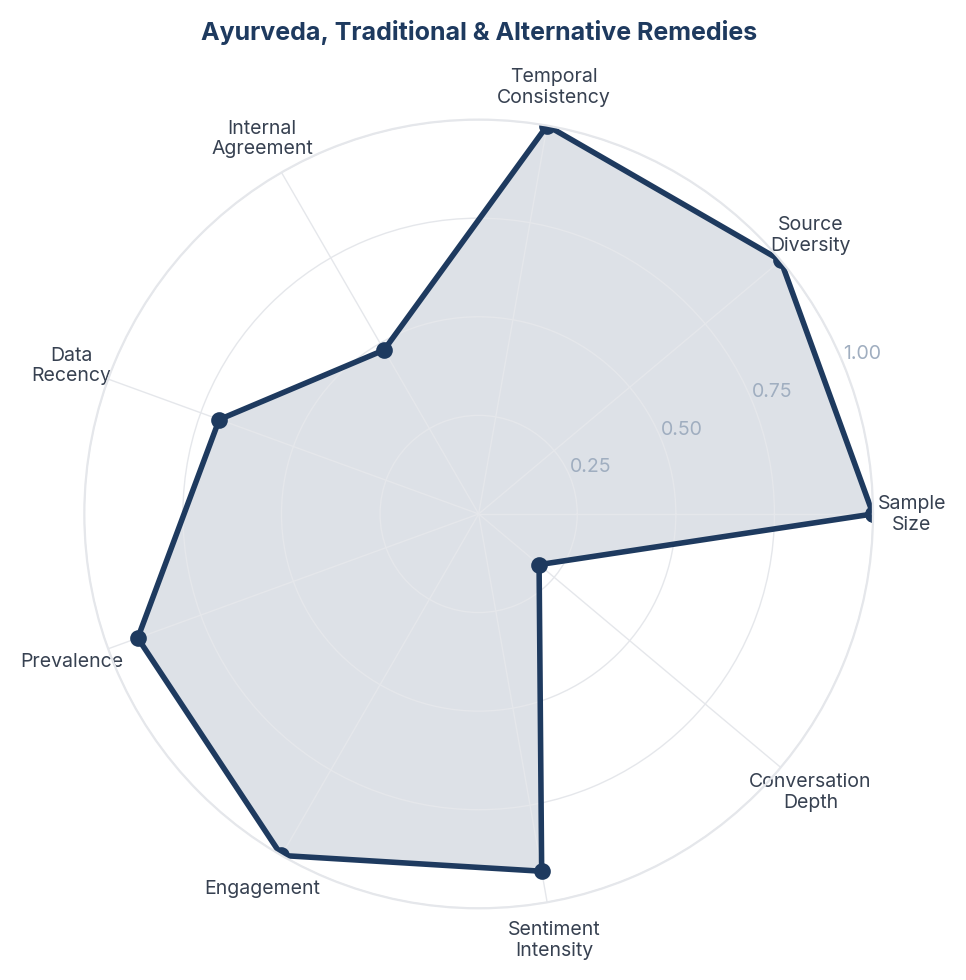 Ayurveda, Traditional & Alternative Remedies
Temporal
Consistency
Internal
Agreement
Source
Diversity
Data
Recency
1.00
0.75
0.50
0.25
Sample
Size
Prevalence
Conversation
Depth
Engagement
Sentiment
Intensity